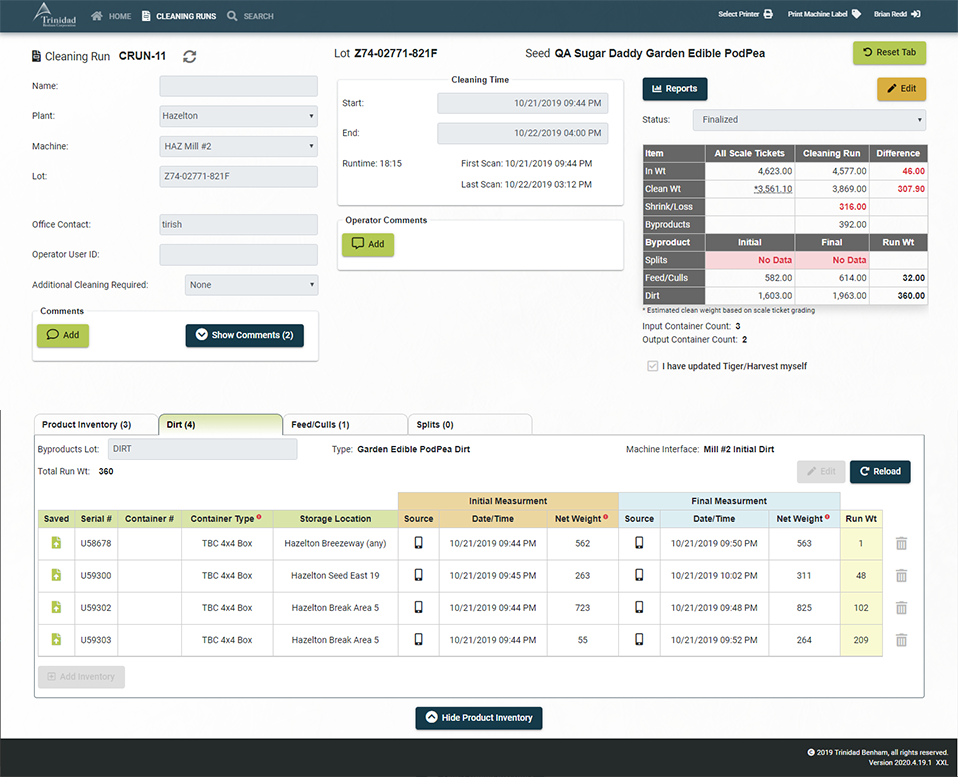 Trinidad
Benham Corporation
HOME CLEANING RUNS SEARCH
Select Printer Print Machine Label Brian Redd
Cleaning Run CRUN-11
Lot Z74-02771-821F
Seed QA Sugar Daddy Garden Edible PodPea
Reset Tab
Name:
Plant: Hazelton
Machine: HAZ Mill #2
Lot: Z74-02771-821F
Office Contact: tirish
Operator User ID:
Additional Cleaning Required: None
Comments
Add Show Comments (2)
Cleaning Time
Start: 10/21/2019 09:44 PM
End: 10/22/2019 04:00 PM
Runtime: 18:15 First Scan: 10/21/2019 09:44 PM
Last Scan: 10/22/2019 03:12 PM
Operator Comments
Add
Reports Edit
Status: Finalized
Item All Scale Tickets Cleaning Run Difference
In Wt 4,623.00 4,577.00 46.00
Clean Wt *3,561.10 3,869.00 307.90
Shrink/Loss 316.00
Byproducts 392.00
Byproduct Initial Final Run Wt
Splits No Data No Data
Feed/Culls 582.00 614.00 32.00
Dirt 1,603.00 1,963.00 360.00
* Estimated clean weight based on scale ticket grading
Input Container Count: 3
Output Container Count: 2
I have updated Tiger/Harvest myself
Product Inventory (3) Dirt (4) Feed/Culls (1) Splits (0)
Byproducts Lot: DIRT Type: Garden Edible PodPea Dirt Machine Interface: Mill #2 Initial Dirt
Total Run Wt: 360 Edit Reload
Initial Measurment Final Measurment
Saved Serial # Container # Container Type Storage Location Source Date/Time Net Weight Source Date/Time Net Weight Run Wt
U58678 TBC 4x4 Box Hazelton Breezeway (any) 10/21/2019 09:44 PM 562 10/21/2019 09:50 PM 563 1
U59300 TBC 4x4 Box Hazelton Seed East 19 10/21/2019 09:45 PM 263 10/21/2019 10:02 PM 311 48
U59302 TBC 4x4 Box Hazelton Break Area 5 10/21/2019 09:44 PM 723 10/21/2019 09:48 PM 825 102
U59303 TBC 4x4 Box Hazelton Break Area 5 10/21/2019 09:44 PM 55 10/21/2019 09:52 PM 264 209
Add Inventory
Hide Product Inventory
© 2019 Trinidad Benham, all rights reserved.
Version 2020.4.19.1 XXL